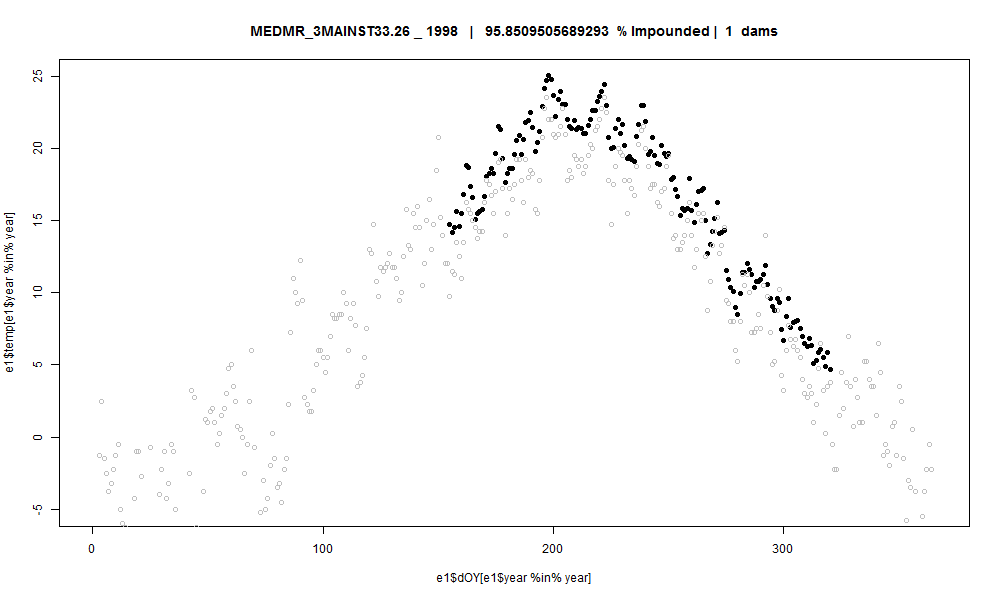 MEDMR_3MAINST33.26 _ 1998 | 95.8509505689293 % Impounded | 1 dams
e1$temp[e1$year %in% year]
25
20
15
10
5
0
-5
0 100 200 300
e1$dOY[e1$year %in% year]